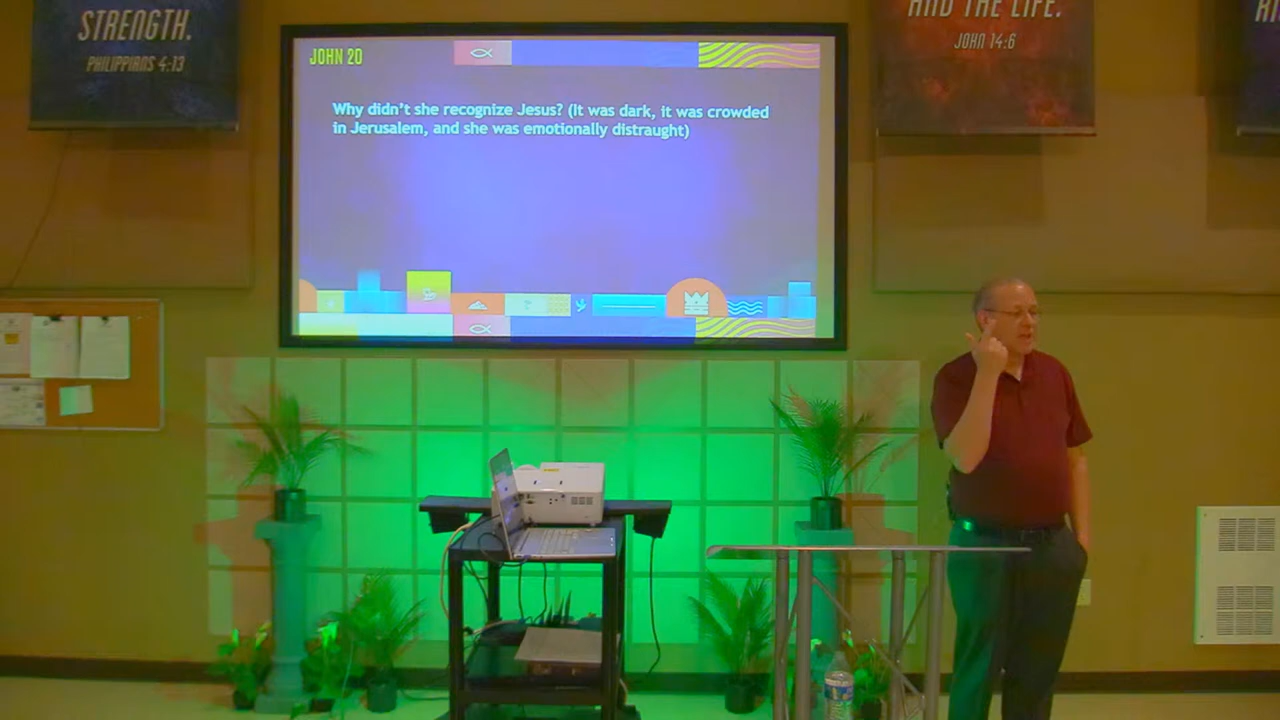 STRENGTH.
PHILIPPIANS 4:13
AND THE LIFE.
JOHN 14:6
JOHN 20
Why didn't she recognize Jesus? (It was dark, it was crowded
in Jerusalem, and she was emotionally distraught)